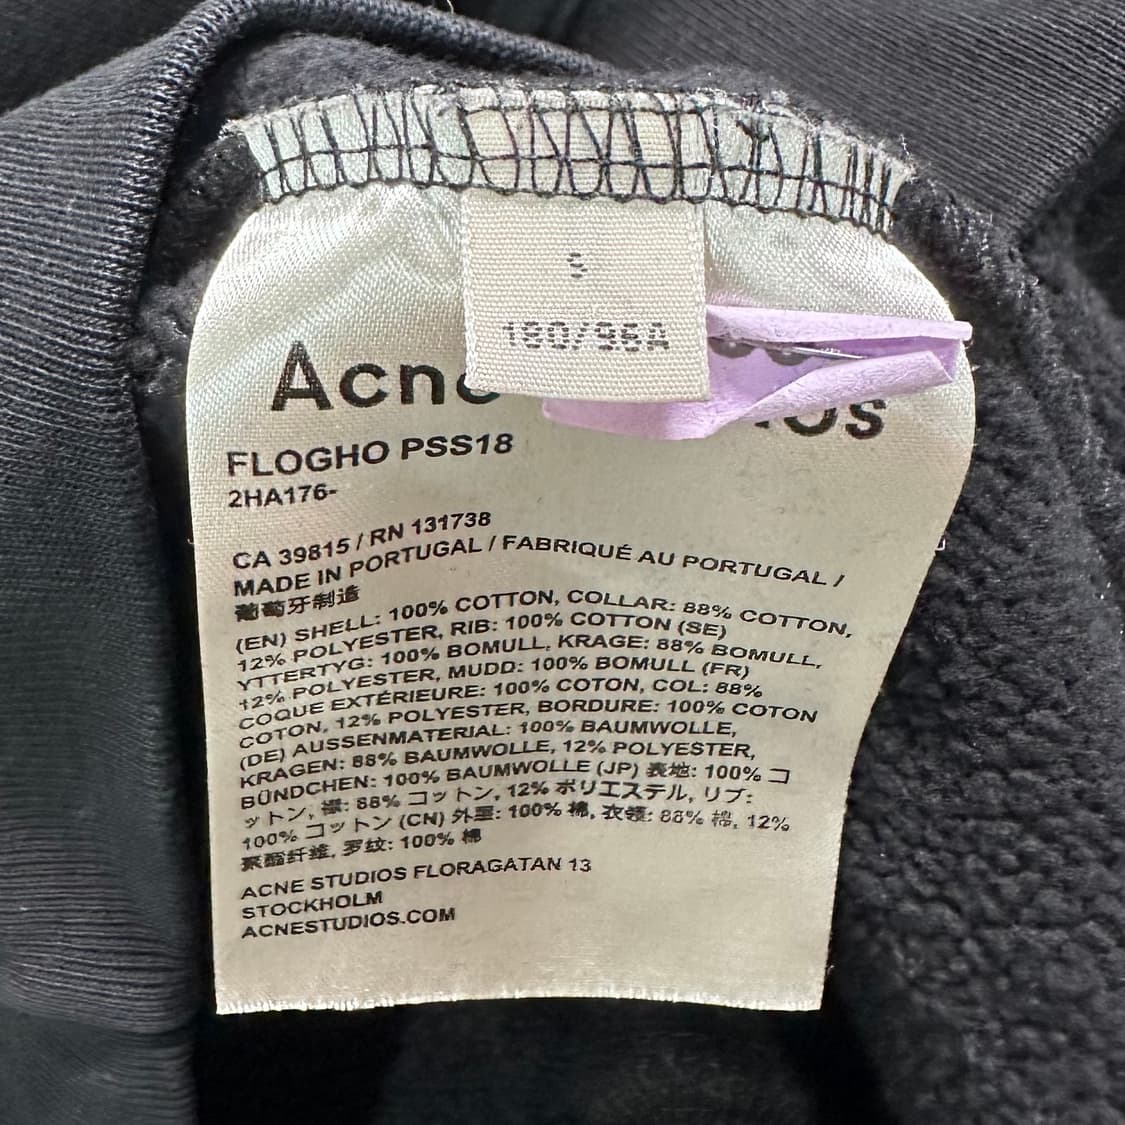 S
180/96A
Acne
FLOGHO PSS18
2HA176-
CA 39815 / RN 131738
MADE IN PORTUGAL / FABRIQUÉ AU PORTUGAL /
葡萄牙制造
(EN) SHELL: 100% COTTON, COLLAR: 88% COTTON,
12% POLYESTER, RIB: 100% COTTON (SE)
YTTERTYG: 100% BOMULL, KRAGE: 88% BOMULL,
12% POLYESTER, MUDD: 100% BOMULL (FR)
COQUE EXTÉRIEURE: 100% COTON, COL: 88%
COTON, 12% POLYESTER, BORDURE: 100% COTON
(DE) AUSSENMATERIAL: 100% BAUMWOLLE,
KRAGEN: 88% BAUMWOLLE, 12% POLYESTER,
BÜNDCHEN: 100% BAUMWOLLE (JP) 表地: 100% コ
ットン, 襟: 88% コットン, 12% ポリエステル, リブ:
100% コットン (CN) 外里: 100% 棉, 衣领: 88% 棉, 12%
聚酯纤维, 罗纹: 100% 棉
ACNE STUDIOS FLORAGATAN 13
STOCKHOLM
ACNESTUDIOS.COM